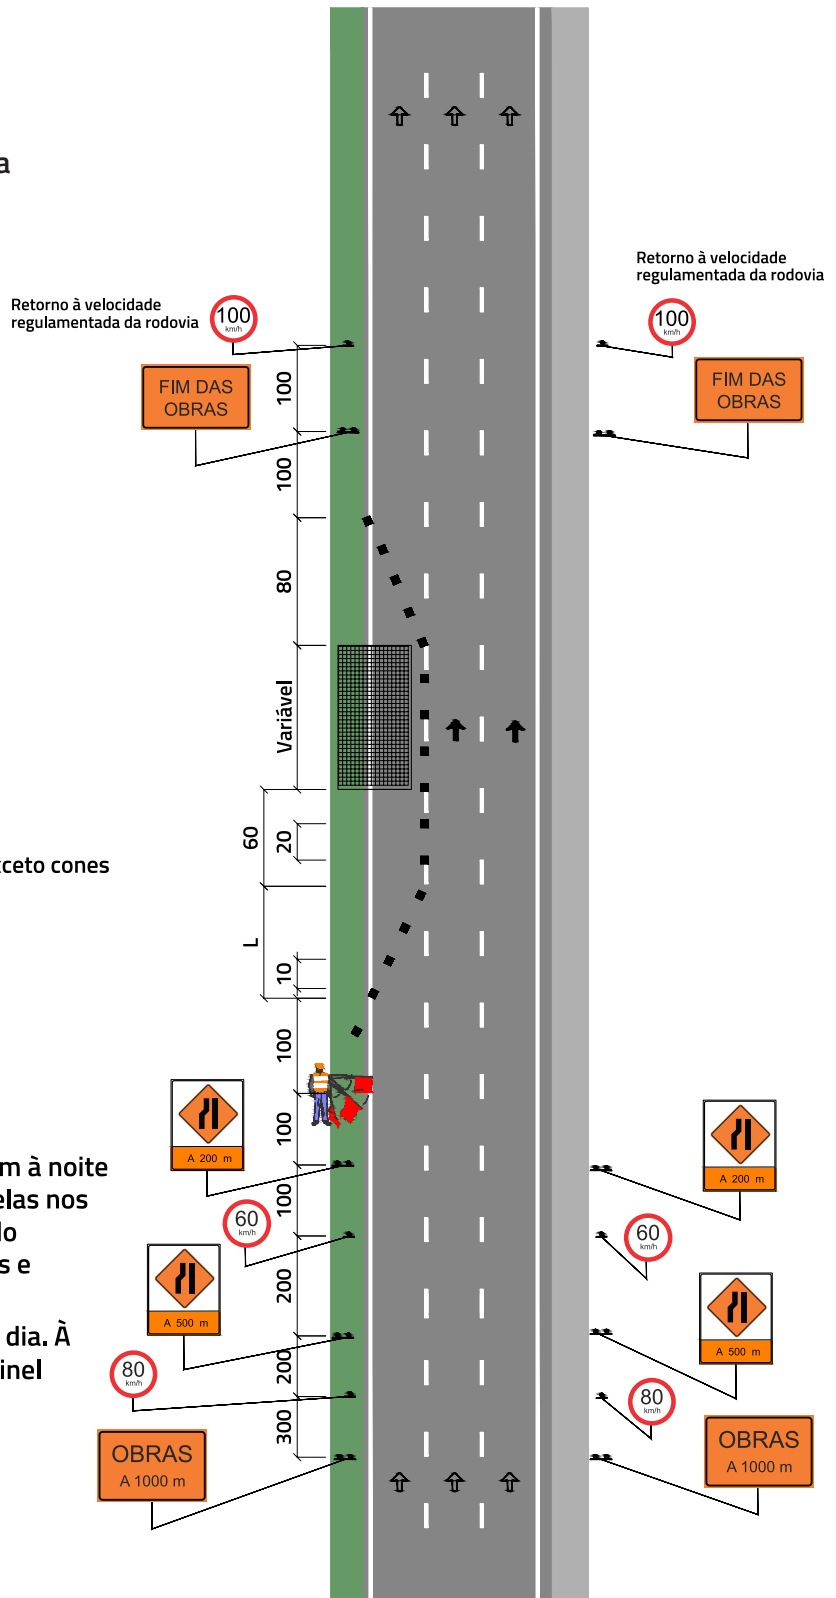 a
Retorno à velocidade
regulamentada da rodovia
Retorno à velocidade
regulamentada da rodovia
100
km/h
100
km/h
FIM DAS
OBRAS
FIM DAS
OBRAS
100
100
80
Variável
60
20
xceto cones
L
10
100
100
A 200 m
A 200 m
m à noite
elas nos
lo
s e
100
60
km/h
60
km/h
200
A 500 m
A 500 m
dia. À
inel
200
80
km/h
80
km/h
300
OBRAS
A 1000 m
OBRAS
A 1000 m